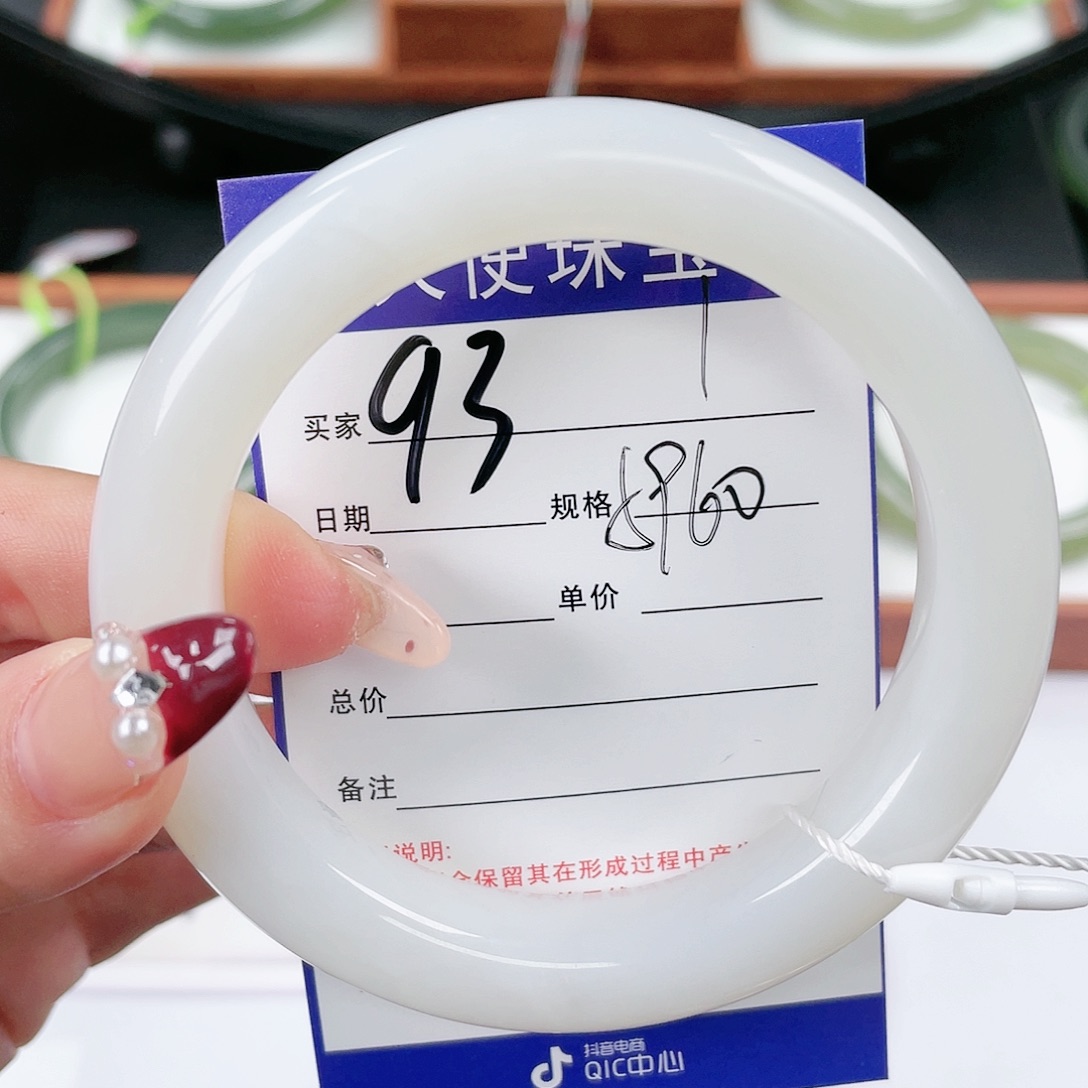 使珠宝
买家 93
日期 规格 5960
单价
总价
备注
说明:
保留其在形成过程中产
抖音电商
QIC中心